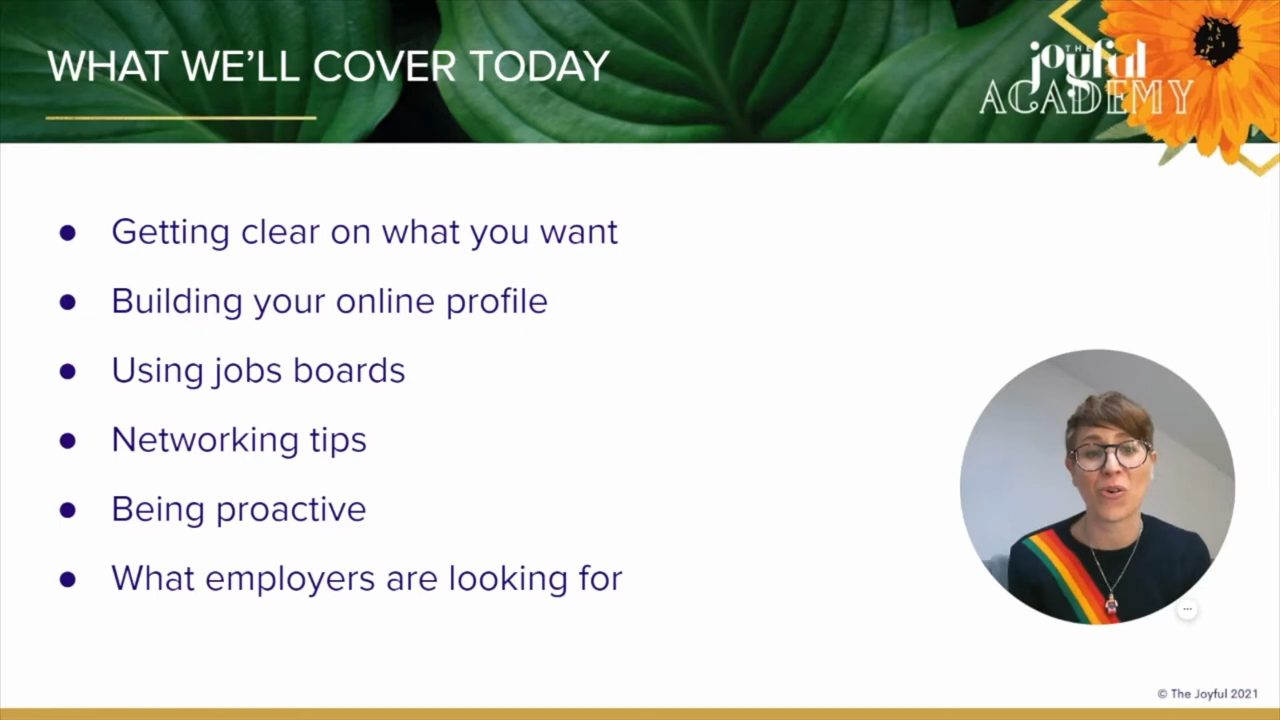 WHAT WE'LL COVER TODAY
THE
joyful
ACADEMY
● Getting clear on what you want
● Building your online profile
● Using jobs boards
● Networking tips
● Being proactive
● What employers are looking for
© The Joyful 2021